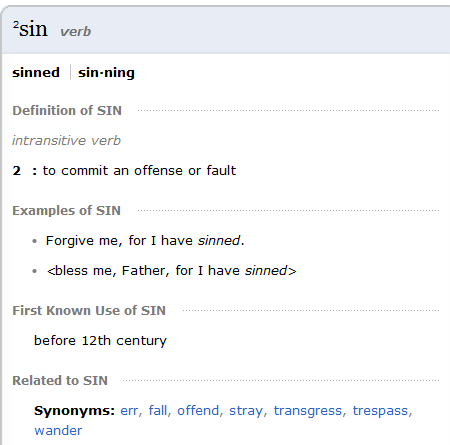 ²sin verb
sinned sin·ning
Definition of SIN
intransitive verb
2 : to commit an offense or fault
Examples of SIN
• Forgive me, for I have sinned.
• <bless me, Father, for I have sinned>
First Known Use of SIN
before 12th century
Related to SIN
Synonyms: err, fall, offend, stray, transgress, trespass,
wander